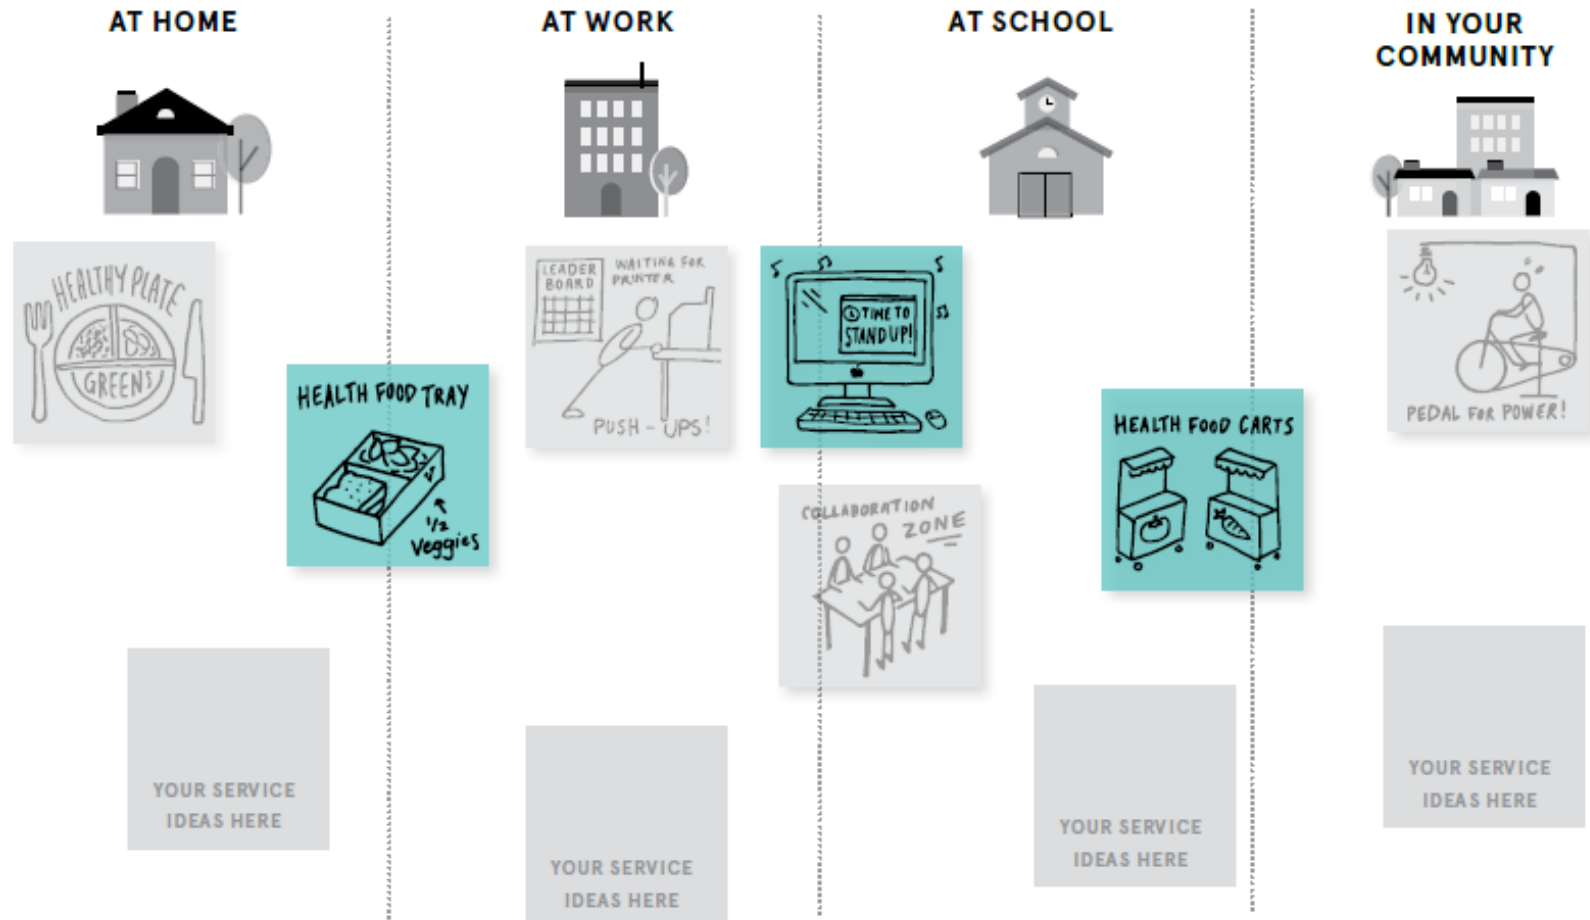 AT HOME
AT WORK
AT SCHOOL
IN YOUR
COMMUNITY
HEALTHY PLATE
GREENS
HEALTH FOOD TRAY
1/2
Veggies
LEADER
BOARD
WAITING FOR
PRINTER
PUSH-UPS!
TIME TO
STAND UP!
COLLABORATION
ZONE
HEALTH FOOD CARTS
PEDAL FOR POWER!
YOUR SERVICE
IDEAS HERE
YOUR SERVICE
IDEAS HERE
YOUR SERVICE
IDEAS HERE
YOUR SERVICE
IDEAS HERE